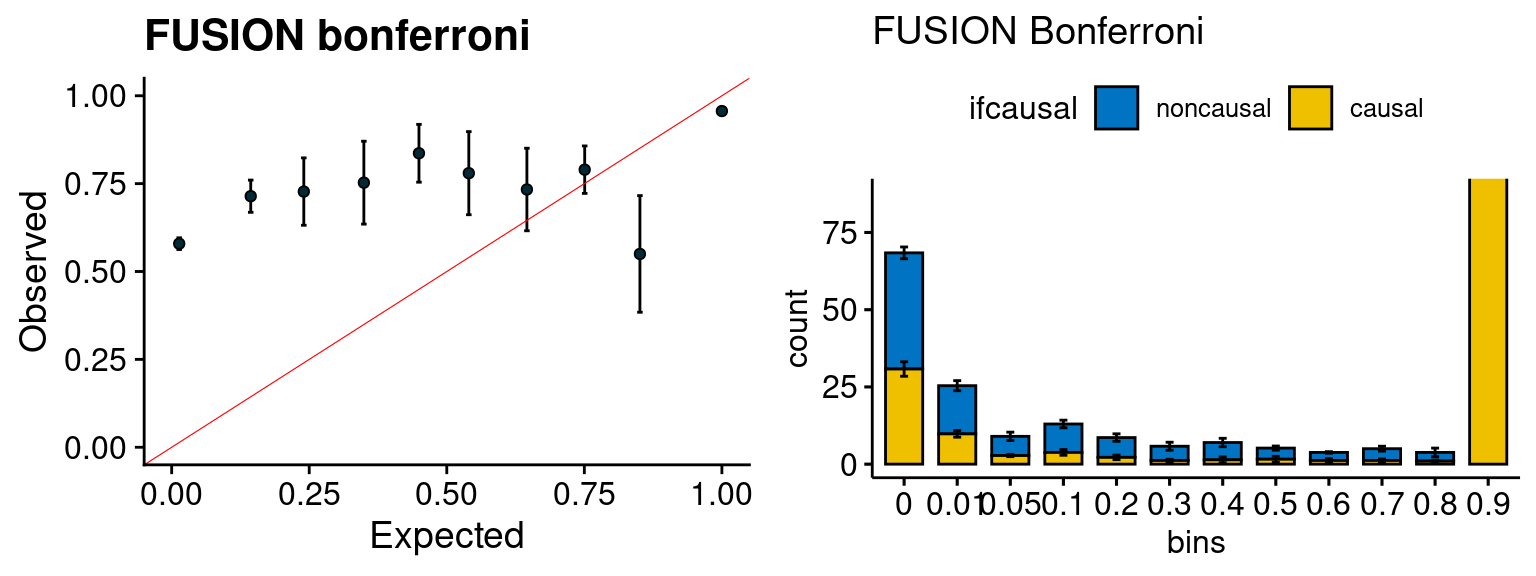 FUSION bonferroni
1.00
0.75
0.50
0.25
0.00
Observed
0.00 0.25 0.50 0.75 1.00
Expected
FUSION Bonferroni
ifcausal noncausal causal
75
50
25
0
count
0 0.01 0.05 0.1 0.2 0.3 0.4 0.5 0.6 0.7 0.8 0.9
bins